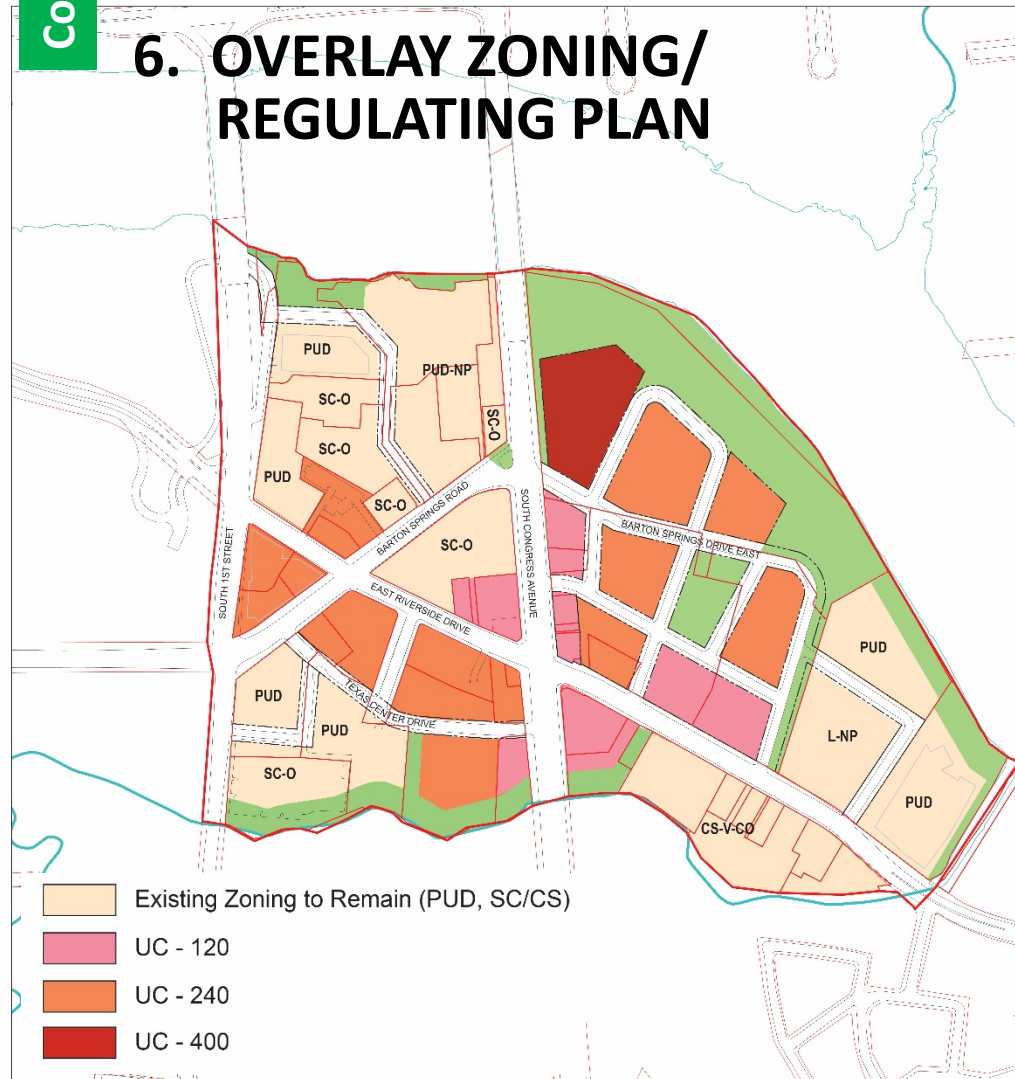 Co
6. OVERLAY ZONING/
REGULATING PLAN
PUD
PUD-NP
SC-O
SC-O
SC-O
PUD
SC-O
BARTON SPRINGS ROAD
SC-O
SOUTH CONGRESS AVENUE
BARTON SPRINGS DRIVE EAST
SOUTH 1ST STREET
EAST RIVERSIDE DRIVE
PUD
PUD
TEXAS CENTER DRIVE
PUD
L-NP
SC-O
PUD
CS-V-CO
Existing Zoning to Remain (PUD, SC/CS)
UC - 120
UC - 240
UC - 400